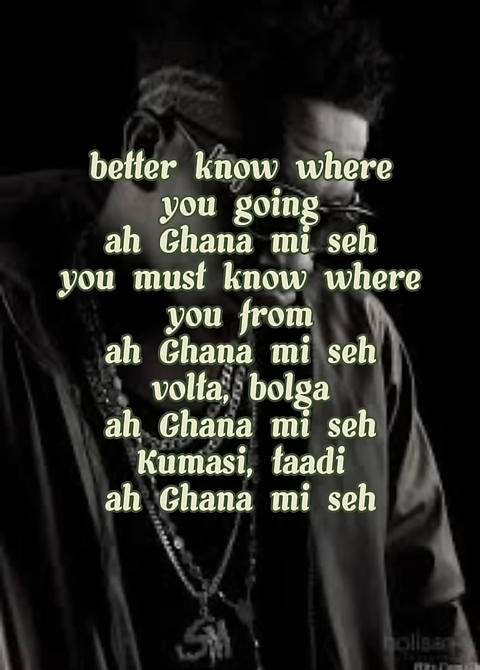 better know where
you going
ah Ghana mi seh
you must know where
you from
ah Ghana mi seh
volta, bolga
ah Ghana mi seh
Kumasi, taadi
ah Ghana mi seh
SM